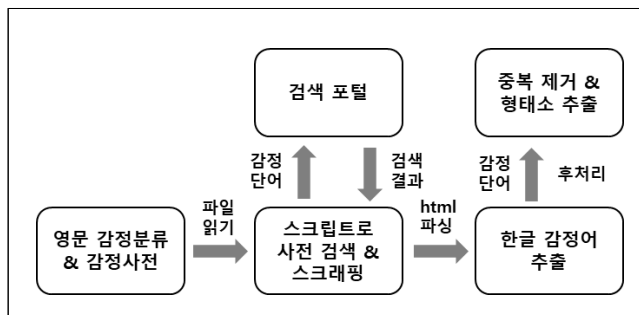 검색 포털
중복 제거 &
형태소 추출
감정
단어
검색
결과
감정
단어
후처리
영문 감정분류
& 감정사전
파일
읽기
스크립트로
사전 검색 &
스크래핑
html
파싱
한글 감정어
추출